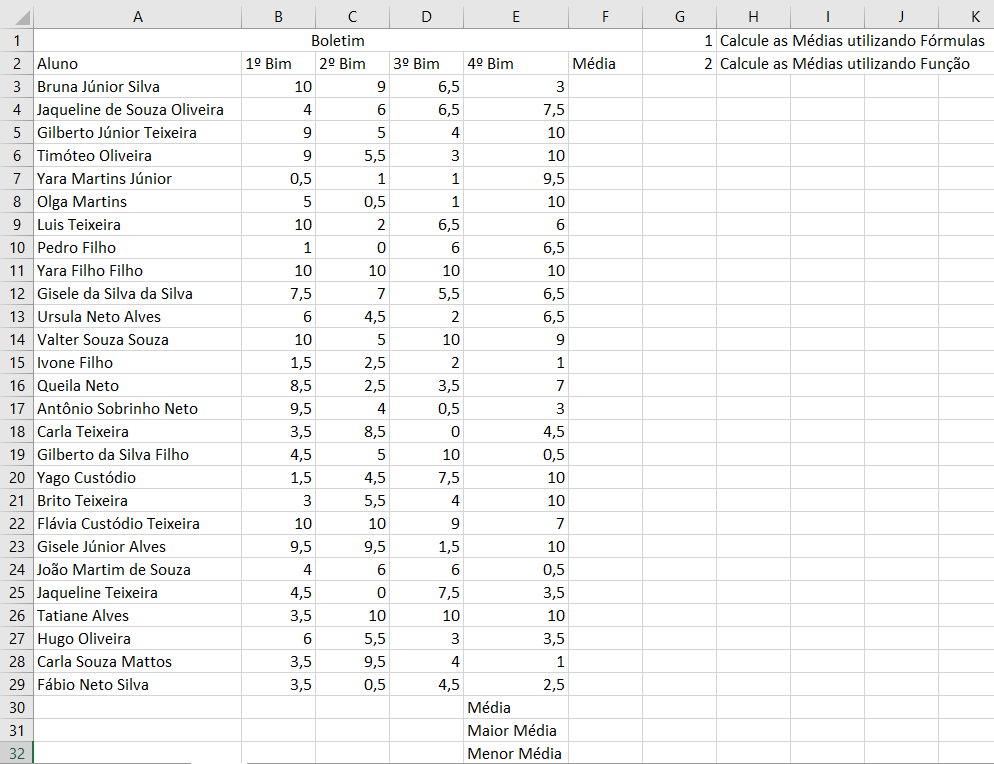 A B C D E F G H I J K
1 Boletim 1 Calcule as Médias utilizando Fórmulas
2 Aluno 1º Bim 2º Bim 3º Bim 4º Bim Média 2 Calcule as Médias utilizando Função
3 Bruna Júnior Silva 10 9 6,5 3
4 Jaqueline de Souza Oliveira 4 6 6,5 7,5
5 Gilberto Júnior Teixeira 9 5 4 10
6 Timóteo Oliveira 9 5,5 3 10
7 Yara Martins Júnior 0,5 1 1 9,5
8 Olga Martins 5 0,5 1 10
9 Luis Teixeira 10 2 6,5 6
10 Pedro Filho 1 0 6 6,5
11 Yara Filho Filho 10 10 10 10
12 Gisele da Silva da Silva 7,5 7 5,5 6,5
13 Ursula Neto Alves 6 4,5 2 6,5
14 Valter Souza Souza 10 5 10 9
15 Ivone Filho 1,5 2,5 2 1
16 Queila Neto 8,5 2,5 3,5 7
17 Antônio Sobrinho Neto 9,5 4 0,5 3
18 Carla Teixeira 3,5 8,5 0 4,5
19 Gilberto da Silva Filho 4,5 5 10 0,5
20 Yago Custódio 1,5 4,5 7,5 10
21 Brito Teixeira 3 5,5 4 10
22 Flávia Custódio Teixeira 10 10 9 7
23 Gisele Júnior Alves 9,5 9,5 1,5 10
24 João Martim de Souza 4 6 6 0,5
25 Jaqueline Teixeira 4,5 0 7,5 3,5
26 Tatiane Alves 3,5 10 10 10
27 Hugo Oliveira 6 5,5 3 3,5
28 Carla Souza Mattos 3,5 9,5 4 1
29 Fábio Neto Silva 3,5 0,5 4,5 2,5
30 Média
31 Maior Média
32 Menor Média